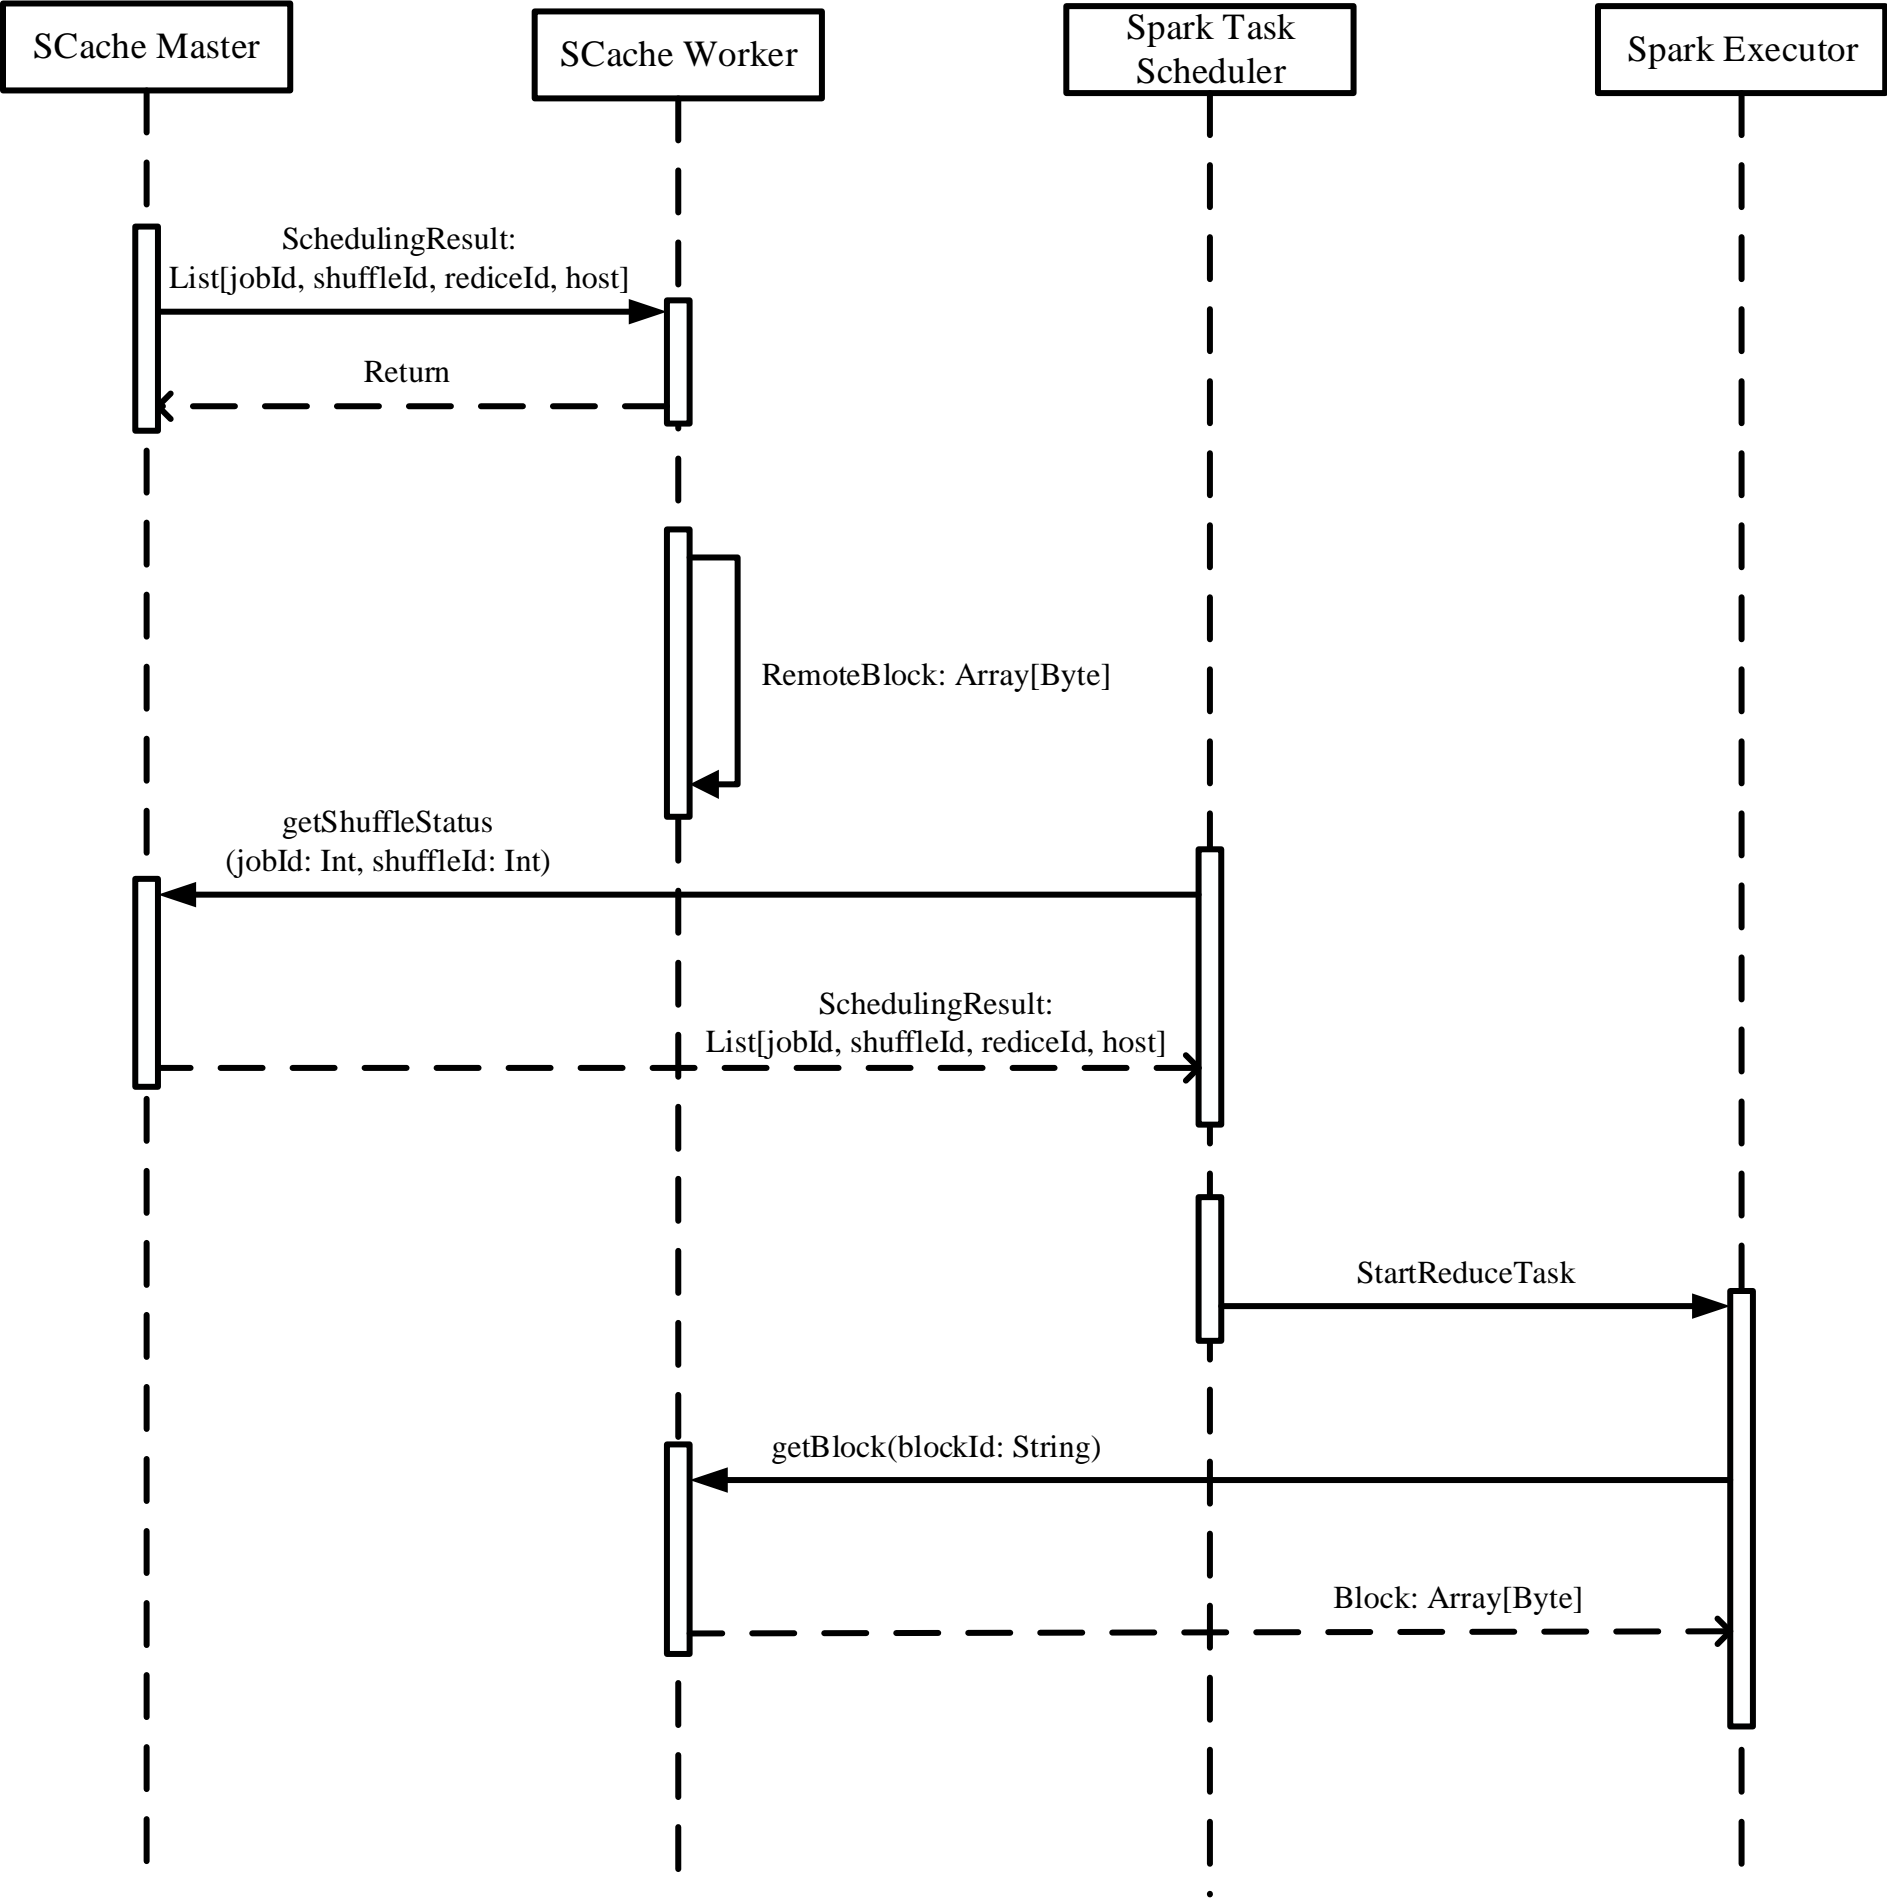 SCache Master
SCache Worker
Spark Task
Scheduler
Spark Executor
SchedulingResult:
List[jobId, shuffleId, rediceId, host]
Return
RemoteBlock: Array[Byte]
getShuffleStatus
(jobId: Int, shuffleId: Int)
SchedulingResult:
List[jobId, shuffleId, rediceId, host]
StartReduceTask
getBlock(blockId: String)
Block: Array[Byte]